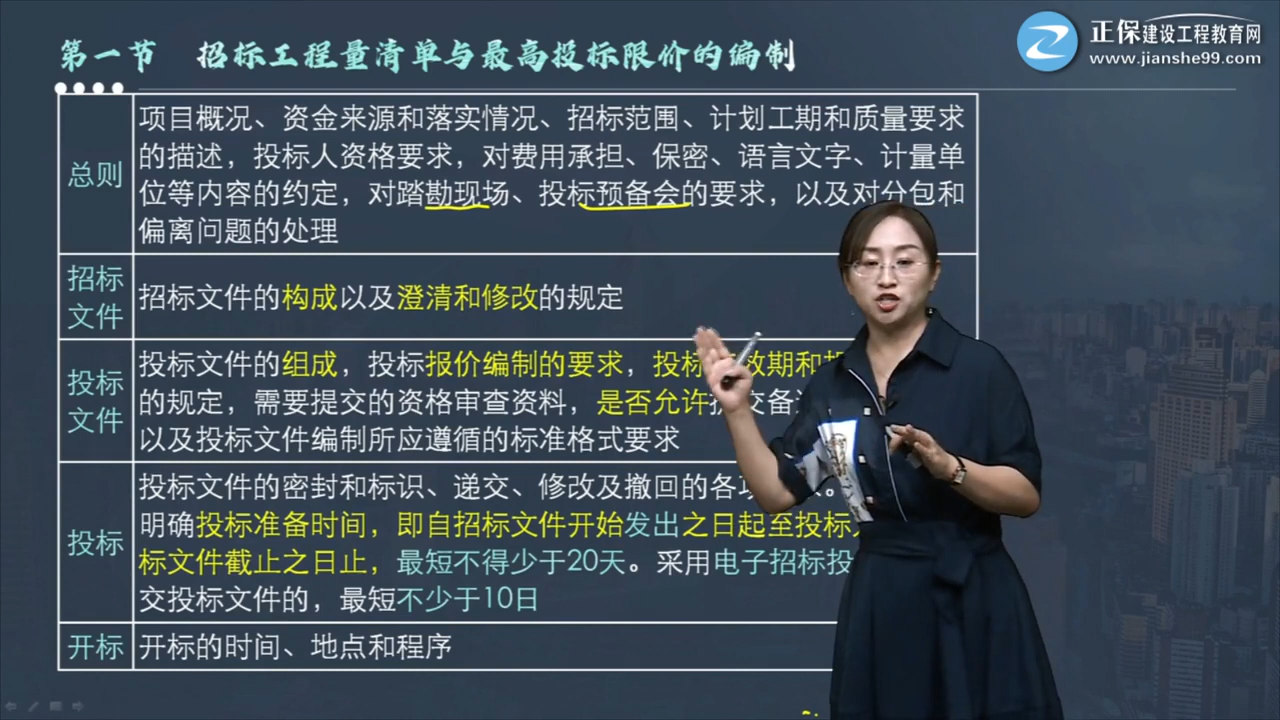 正保建设工程教育网
www.jianshe99.com
第一节 招标工程量清单与最高投标限价的编制
总则
项目概况、资金来源和落实情况、招标范围、计划工期和质量要求
的描述，投标人资格要求，对费用承担、保密、语言文字、计量单
位等内容的约定，对踏勘现场、投标预备会的要求，以及对分包和
偏离问题的处理
招标
文件
招标文件的构成以及澄清和修改的规定
投标
文件
投标文件的组成，投标报价编制的要求，投标有效期和
的规定，需要提交的资格审查资料，是否允许提交备
以及投标文件编制所应遵循的标准格式要求
投标
投标文件的密封和标识、递交、修改及撤回的各项
明确投标准备时间，即自招标文件开始发出之日起至投标
标文件截止之日止，最短不得少于20天。采用电子招标投
交投标文件的，最短不少于10日
开标
开标的时间、地点和程序